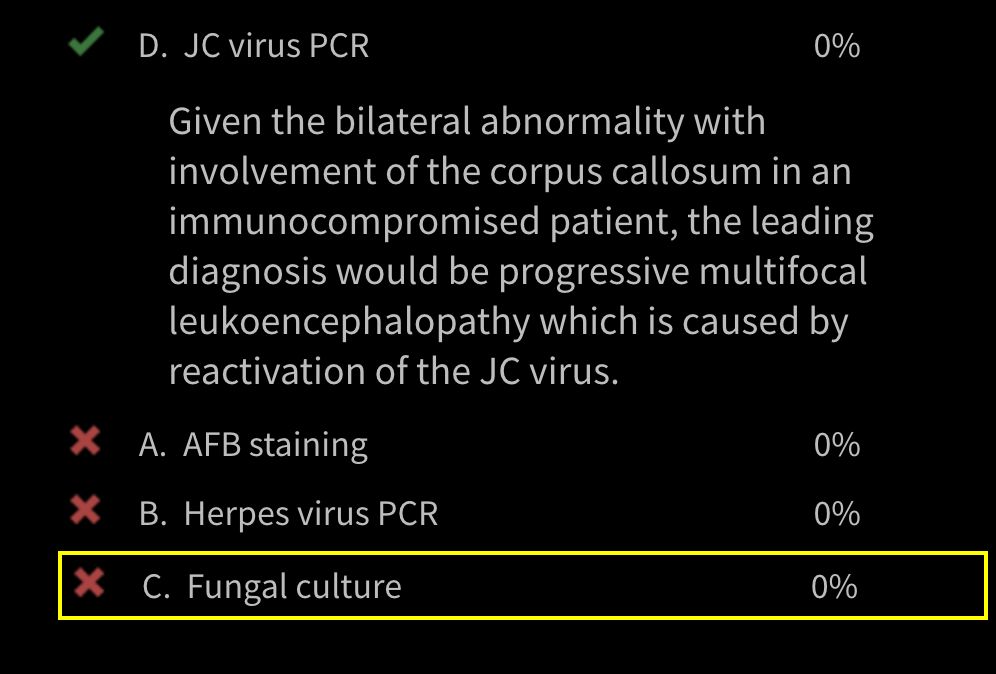 D. JC virus PCR 0%
Given the bilateral abnormality with
involvement of the corpus callosum in an
immunocompromised patient, the leading
diagnosis would be progressive multifocal
leukoencephalopathy which is caused by
reactivation of the JC virus.
A. AFB staining 0%
B. Herpes virus PCR 0%
C. Fungal culture 0%